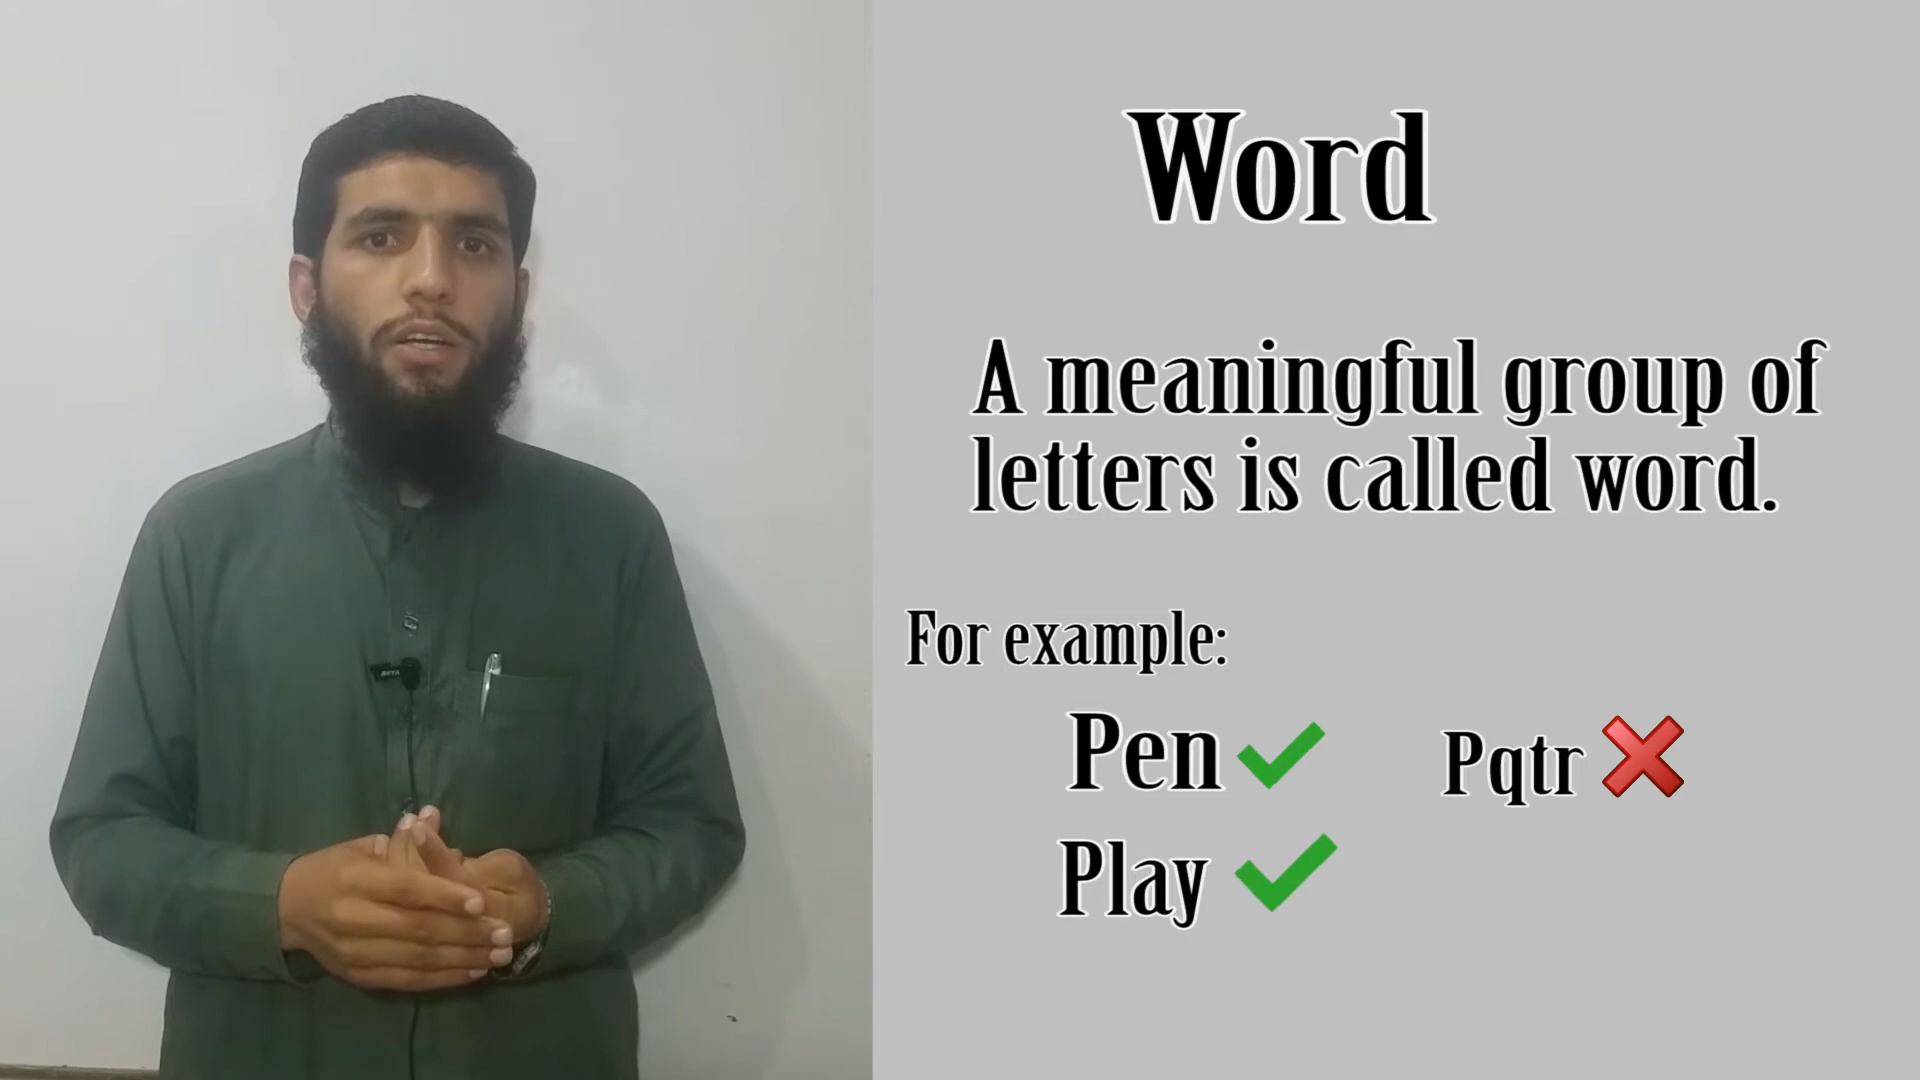 Word
A meaningful group of
letters is called word.
For example:
Pen
Pqtr
Play